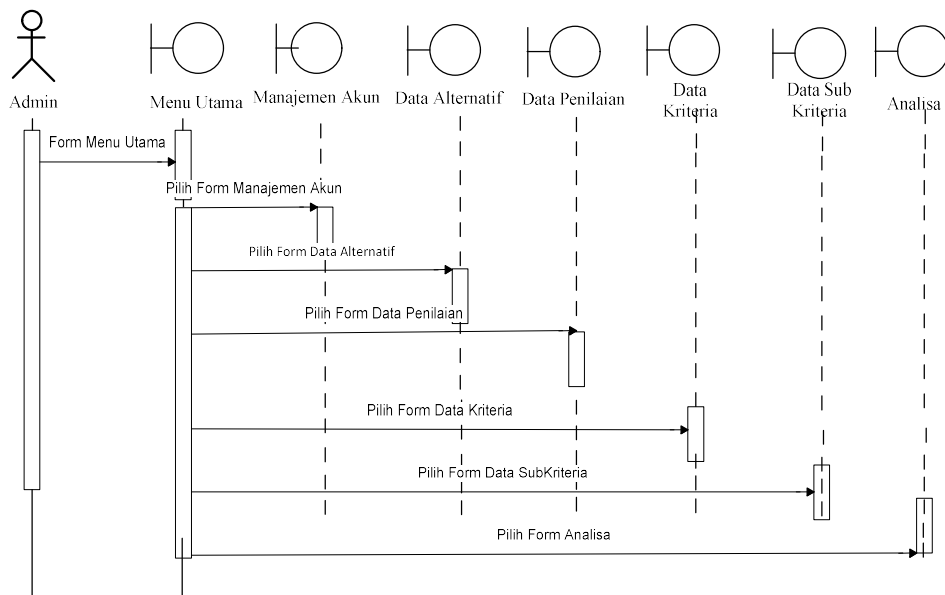 Admin
Menu Utama
Manajemen Akun
Data Alternatif
Data Penilaian
Data
Kriteria
Data Sub
Kriteria
Analisa
Form Menu Utama
Pilih Form Manajemen Akun
Pilih Form Data Alternatif
Pilih Form Data Penilaian
Pilih Form Data Kriteria
Pilih Form Data SubKriteria
Pilih Form Analisa